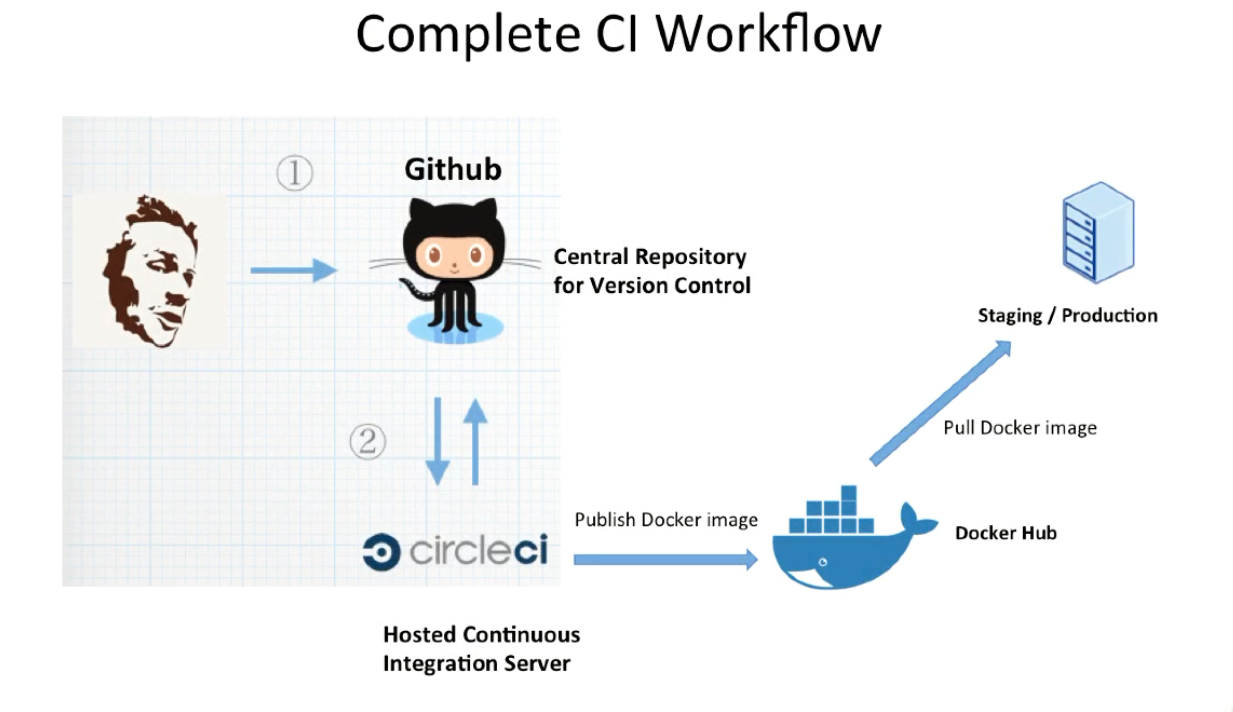 Complete CI Workflow
①
Github
Central Repository
for Version Control
Staging / Production
②
Pull Docker image
Publish Docker image
Docker Hub
circleci
Hosted Continuous
Integration Server